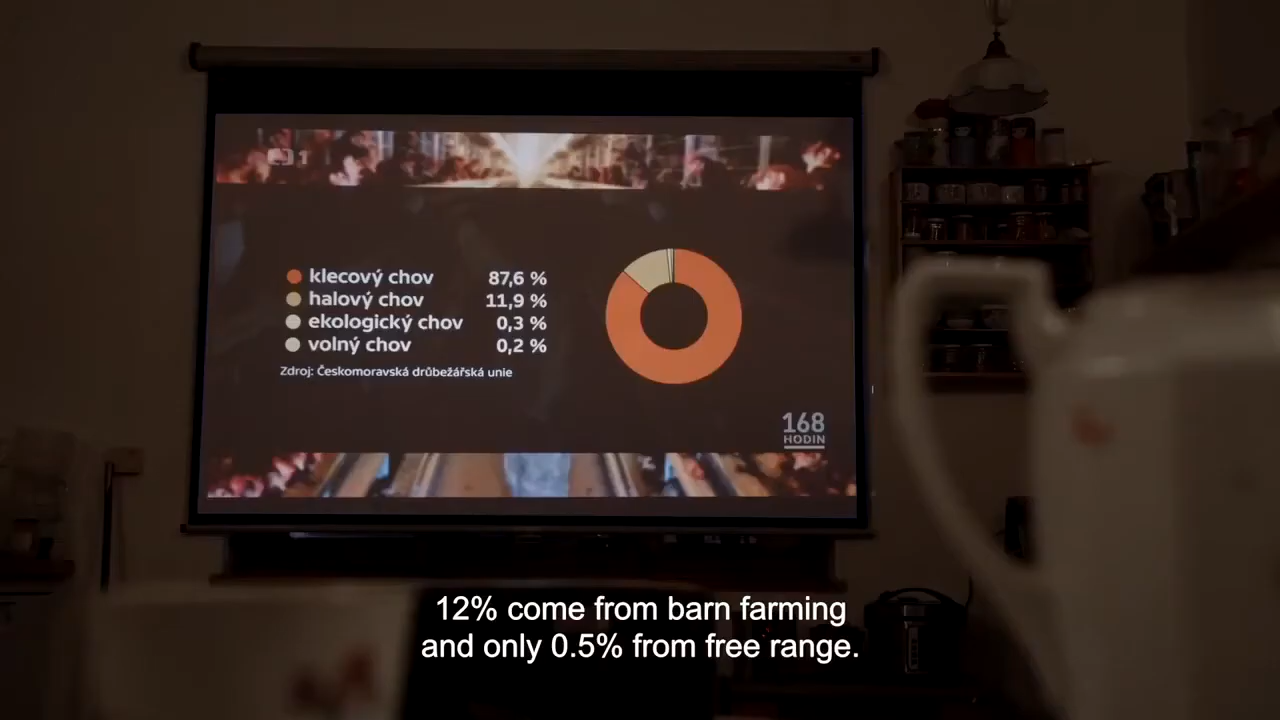 1
klecový chov 87,6 %
halový chov 11,9 %
ekologický chov 0,3 %
volný chov 0,2 %
Zdroj: Českomoravská drůbežářská unie
168
HODIN
12% come from barn farming
and only 0.5% from free range.